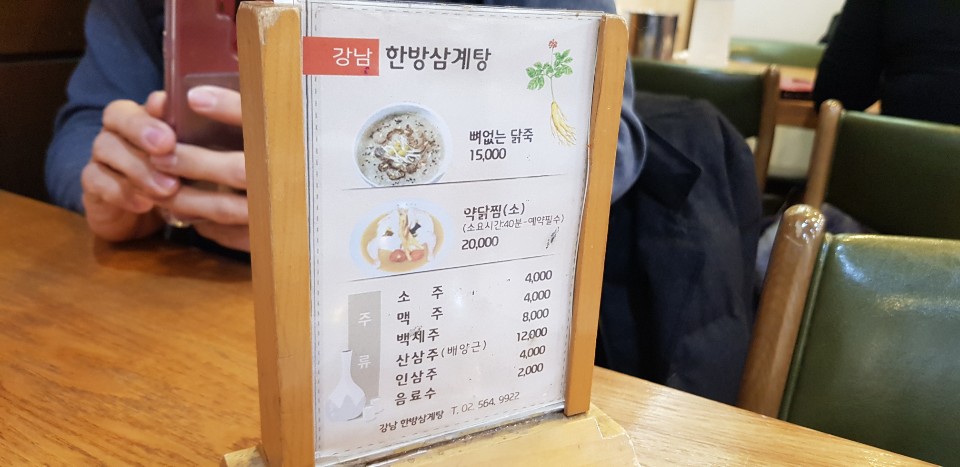 강남 한방삼계탕
뼈없는 닭죽
15,000
약닭찜(소)
(소요시간:40분-예약필수)
20,000
주류
소 주 4,000
맥 주 4,000
백세주 8,000
산삼주(배양근) 12,000
인삼주 4,000
음료수 2,000
강남 한방삼계탕 T. 02. 564. 9922